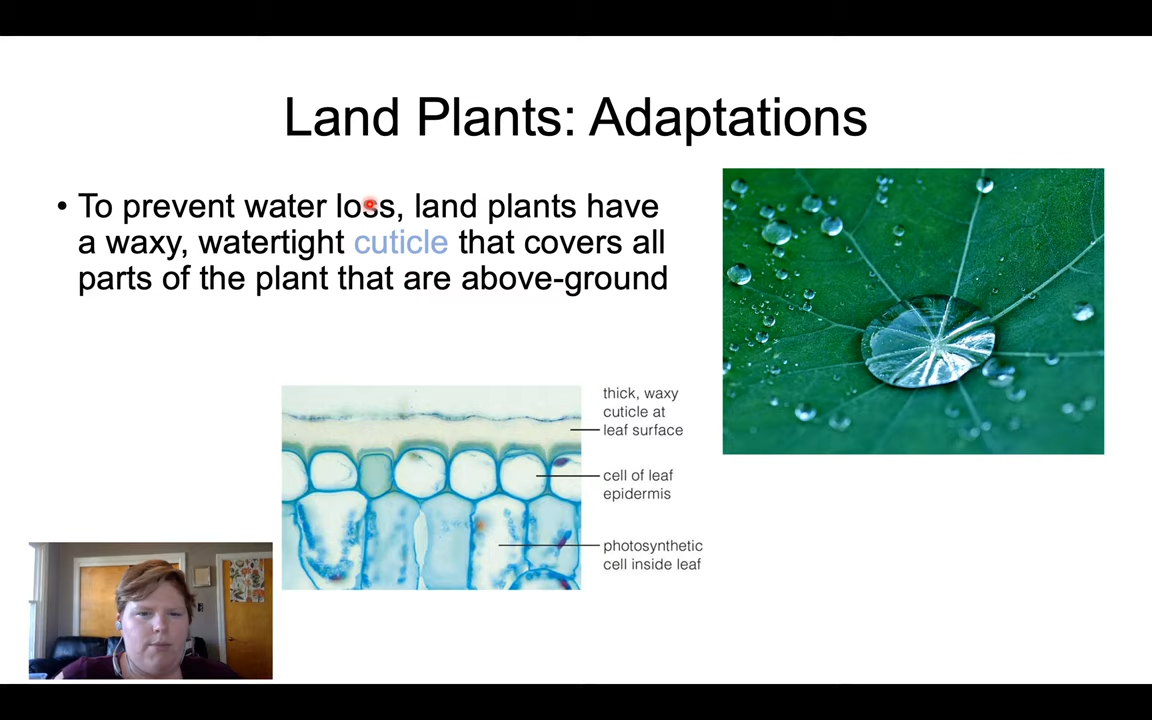 Land Plants: Adaptations
• To prevent water loss, land plants have
a waxy, watertight cuticle that covers all
parts of the plant that are above-ground
thick, waxy
cuticle at
leaf surface
cell of leaf
epidermis
photosynthetic
cell inside leaf